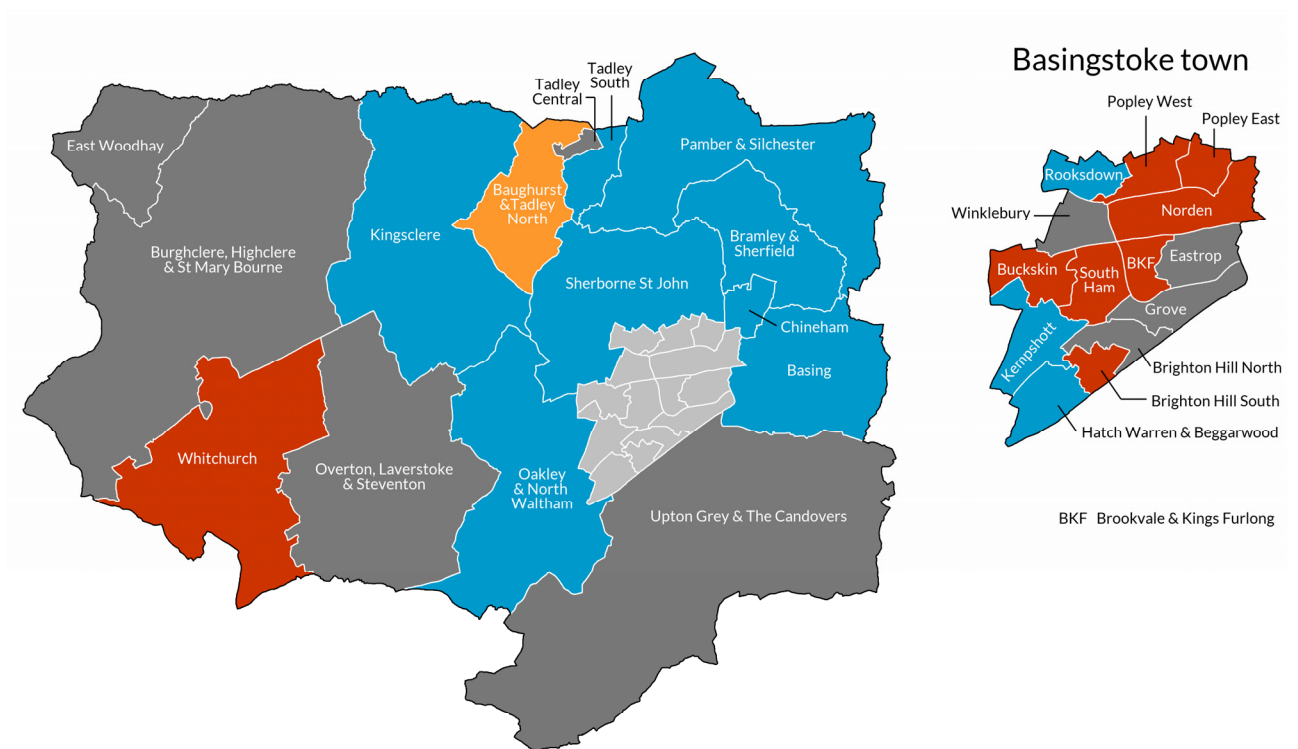 Basingstoke town
Tadley
South
Tadley
Central
Popley West
Popley East
East Woodhay
Pamber & Silchester
Rooksdown
Baughurst
&Tadley
North
Winklebury
Norden
Kingsclere
Bramley &
Sherfield
Burghclere, Highclere
& St Mary Bourne
Buckskin
South
Ham
BKF
Eastrop
Sherborne St John
Grove
Chineham
Kempshott
Basing
Brighton Hill North
Brighton Hill South
Hatch Warren & Beggarwood
Whitchurch
Overton, Laverstoke
& Steventon
Oakley
& North
Waltham
Upton Grey & The Candovers
BKF Brookvale & Kings Furlong